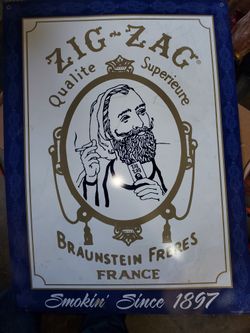 ZIG-ZAG®
Qualite Superieure
BRAUNSTEIN FRERES
FRANCE
Smokin' Since 1897